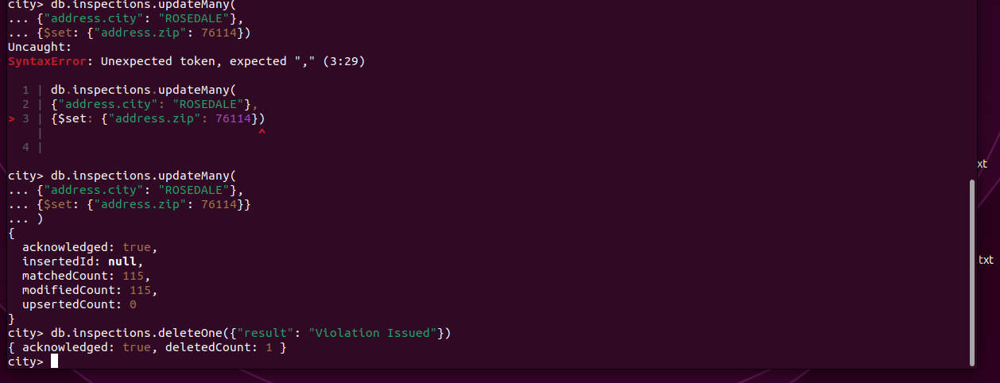 city> db.inspections.updateMany(
... {"address.city": "ROSEDALE"},
... {$set: {"address.zip": 76114})
Uncaught:
SyntaxError: Unexpected token, expected "," (3:29)
1 | db.inspections.updateMany(
2 | {"address.city": "ROSEDALE"},
> 3 | {$set: {"address.zip": 76114})
| ^
4 |
city> db.inspections.updateMany(
... {"address.city": "ROSEDALE"},
... {$set: {"address.zip": 76114}}
... )
{
acknowledged: true,
insertedId: null,
matchedCount: 115,
modifiedCount: 115,
upsertedCount: 0
}
city> db.inspections.deleteOne({"result": "Violation Issued"})
{ acknowledged: true, deletedCount: 1 }
city>
xt
txt